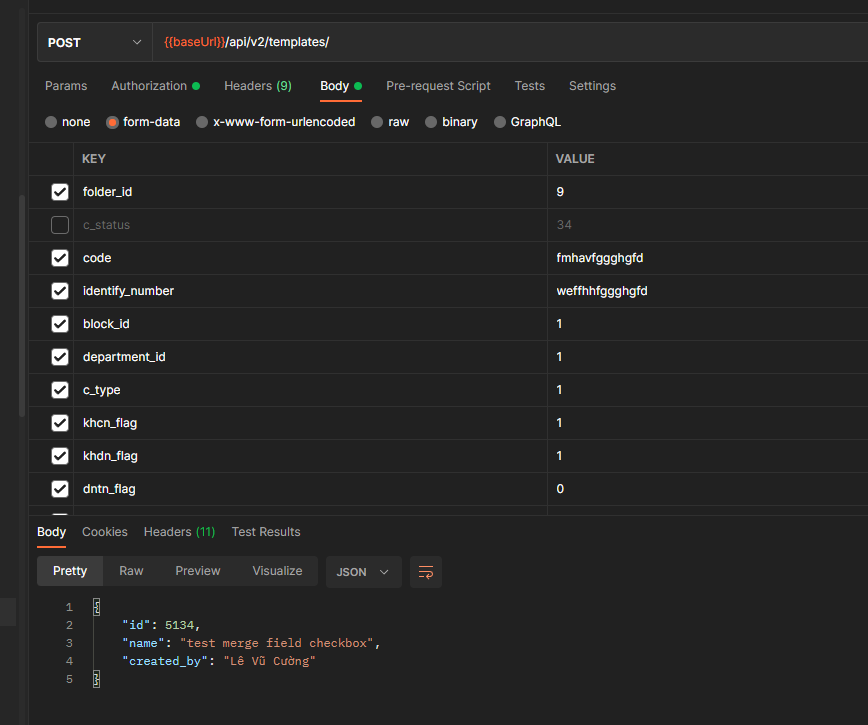 POST {{baseUrl}}/api/v2/templates/
Params Authorization Headers (9) Body Pre-request Script Tests Settings
none form-data x-www-form-urlencoded raw binary GraphQL
KEY VALUE
folder_id 9
c_status 34
code fmhavfggghgfd
identify_number weffhhfggghgfd
block_id 1
department_id 1
c_type 1
khcn_flag 1
khdn_flag 1
dntn_flag 0
Body Cookies Headers (11) Test Results
Pretty Raw Preview Visualize JSON
1 {
2 "id": 5134,
3 "name": "test merge field checkbox",
4 "created_by": "Lê Vũ Cường"
5 }